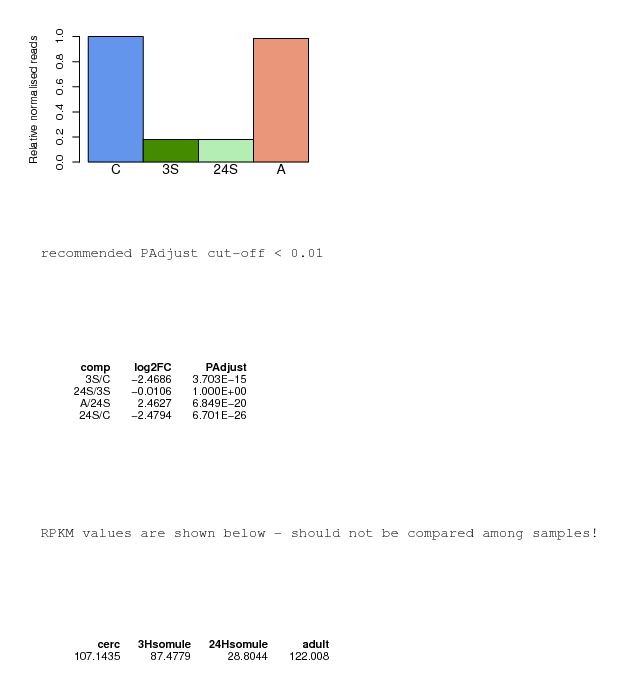 Relative normalised reads
1.0
0.8
0.6
0.4
0.2
0.0
C 3S 24S A
recommended PAdjust cut-off < 0.01
comp log2FC PAdjust
3S/C −2.4686 3.703E−15
24S/3S −0.0106 1.000E+00
A/24S 2.4627 6.849E−20
24S/C −2.4794 6.701E−26
RPKM values are shown below - should not be compared among samples!
cerc 3Hsomule 24Hsomule adult
107.1435 87.4779 28.8044 122.008